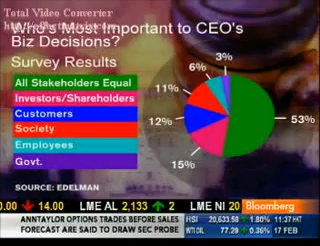 Total Video Converter
Who's Most Important to CEO's
Biz Decisions?
Survey Results
All Stakeholders Equal
Investors/Shareholders
Customers
Society
Employees
Govt.
3%
6%
11%
12%
15%
53%
SOURCE: EDELMAN
0.00 14.00 LME AL 2,133 2 LME NI 20 Bloomberg
ANNTAYLOR OPTIONS TRADES BEFORE SALES
FORECAST ARE SAID TO DRAW SEC PROBE
HSI 20,633.58 1.80% 11:37 HK
WTI OIL 77.29 0.36% 17 FEB